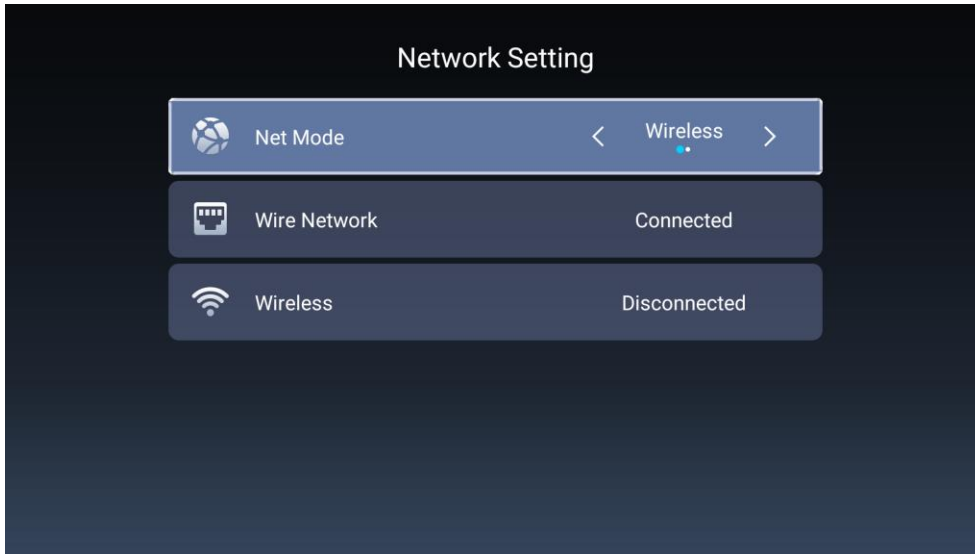 Network Setting
Net Mode < Wireless >
Wire Network Connected
Wireless Disconnected